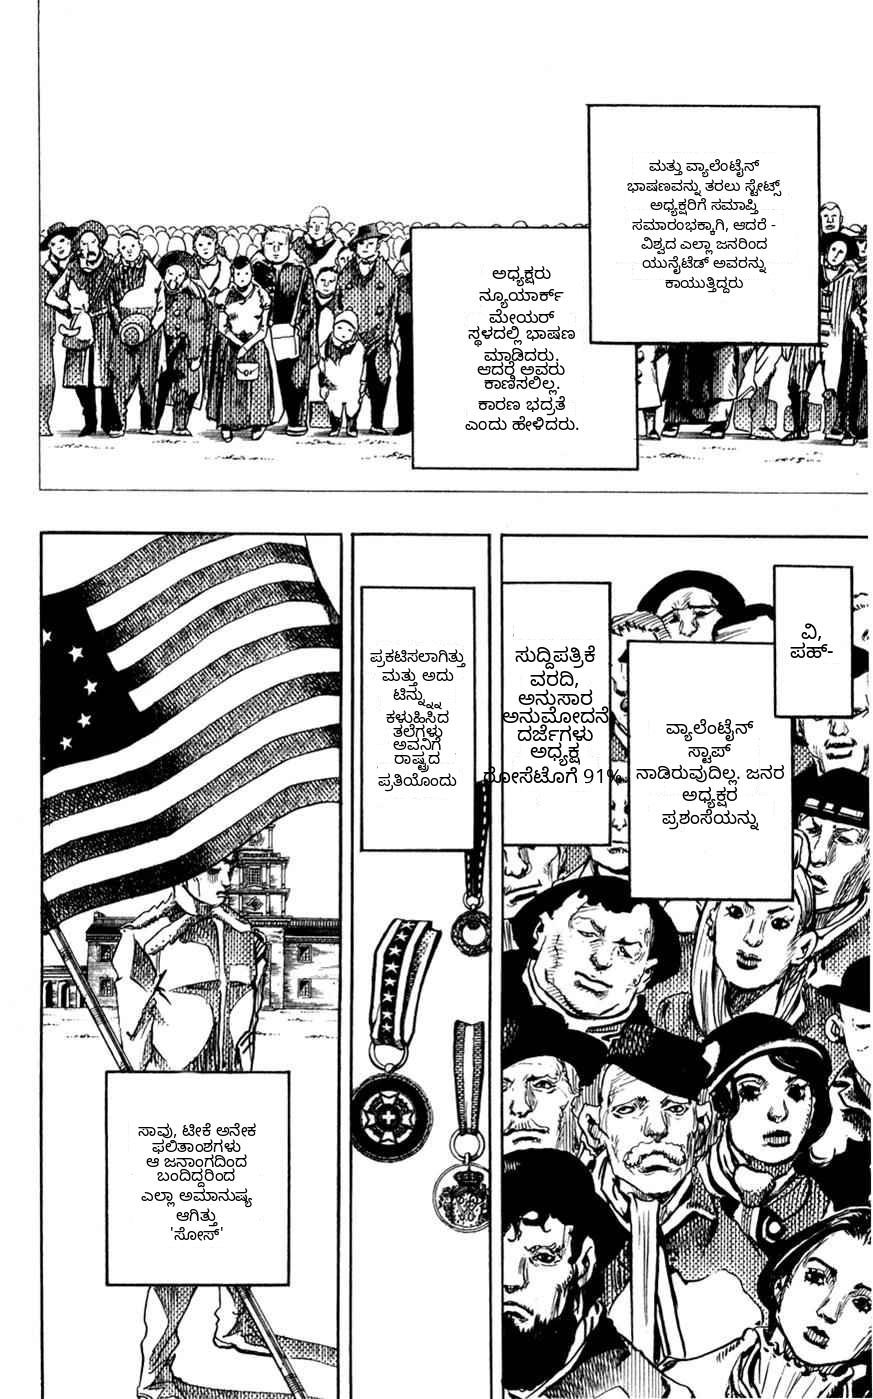 ಮತ್ತು ವ್ಯಾಲೆಂಟೈನ್
ಭಾಷಣವನ್ನು ತರಲು ಸ್ಟೇಟ್ಸ್
ಅಧ್ಯಕ್ಷರಿಗೆ ಸಮಾಪ್ತಿ
ಸಮಾರಂಭಕ್ಕಾಗಿ, ಆದರೆ -
ವಿಶ್ವದ ಎಲ್ಲಾ ಜನರಿಂದ
ಯುನೈಟೆಡ್ ಅವರನ್ನು
ಕಾಯುತ್ತಿದ್ದರು
ಅಧ್ಯಕ್ಷರು
ನ್ಯೂಯಾರ್ಕ್
ಮೇಯರ್
ಸ್ಥಳದಲ್ಲಿ ಭಾಷಣ
ಮಾಡಿದರು.
ಆದರೆ ಅವರು
ಕಾಣಿಸಲಿಲ್ಲ.
ಕಾರಣ ಭದ್ರತೆ
ಎಂದು ಹೇಳಿದರು.
ವಿ,
ಪಹ್-
ವ್ಯಾಲೆಂಟೈನ್
ಸ್ಟಾಪ್
ನಾಡಿರುವುದಿಲ್ಲ. ಜನರ
ಅಧ್ಯಕ್ಷರ
ಪ್ರಶಂಸೆಯನ್ನು
ಸುದ್ದಿಪತ್ರಿಕೆ
ವರದಿ,
ಅನುಸಾರ
ಅನುಮೋದನೆ
ದರ್ಜೆಗಳು
ಅಧ್ಯಕ್ಷ
ರೋಸೆಟೊಗೆ 91%
ಪ್ರಕಟಿಸಲಾಗಿತ್ತು
ಮತ್ತು ಅದು
ಕಳುಹಿಸಿದ
ತಲೆಗಳು
ಅವನಿಗೆ
ರಾಷ್ಟ್ರದ
ಪ್ರತಿಯೊಂದು
ಸಾವು, ಟೀಕೆ ಅನೇಕ
ಫಲಿತಾಂಶಗಳು
ಆ ಜನಾಂಗದಿಂದ
ಬಂದಿದ್ದರಿಂದ
ಎಲ್ಲಾ ಅಮಾನುಷ್ಯ
ಆಗಿತ್ತು
'ಸೋಸ್'